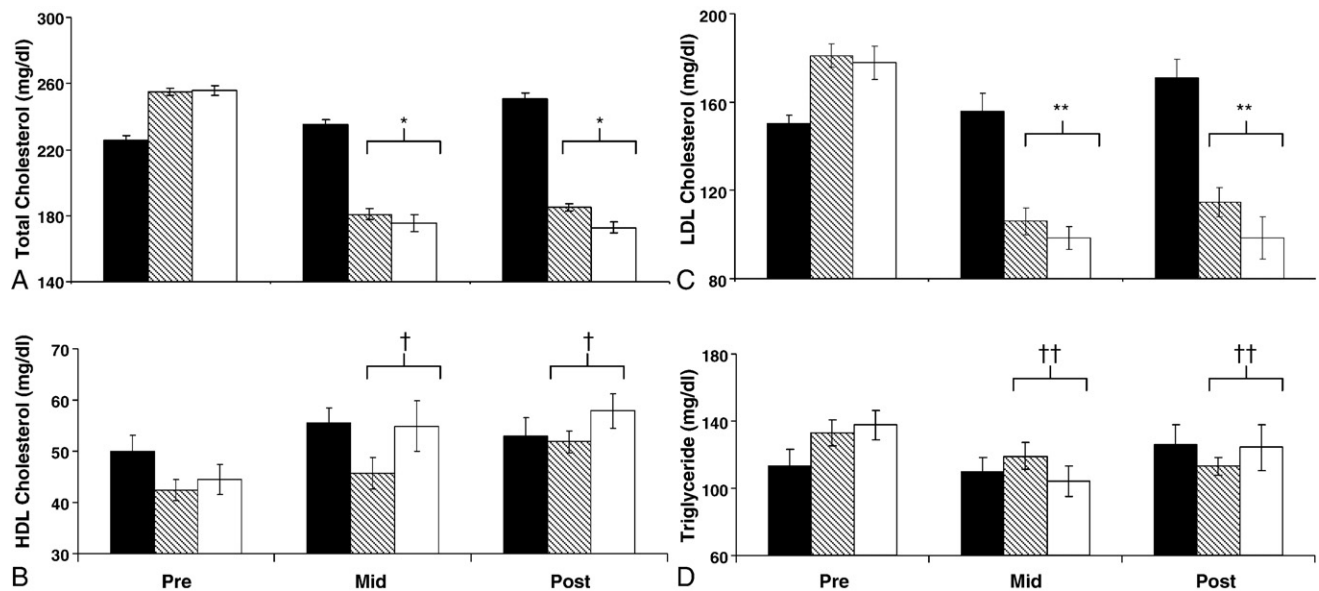 A
Total Cholesterol (mg/dl)
300
260
220
180
140
*
*
C
LDL Cholesterol (mg/dl)
200
160
120
80
**
**
B
HDL Cholesterol (mg/dl)
70
60
50
40
30
†
†
Pre
Mid
Post
D
Triglyceride (mg/dl)
180
140
100
60
††
††
Pre
Mid
Post